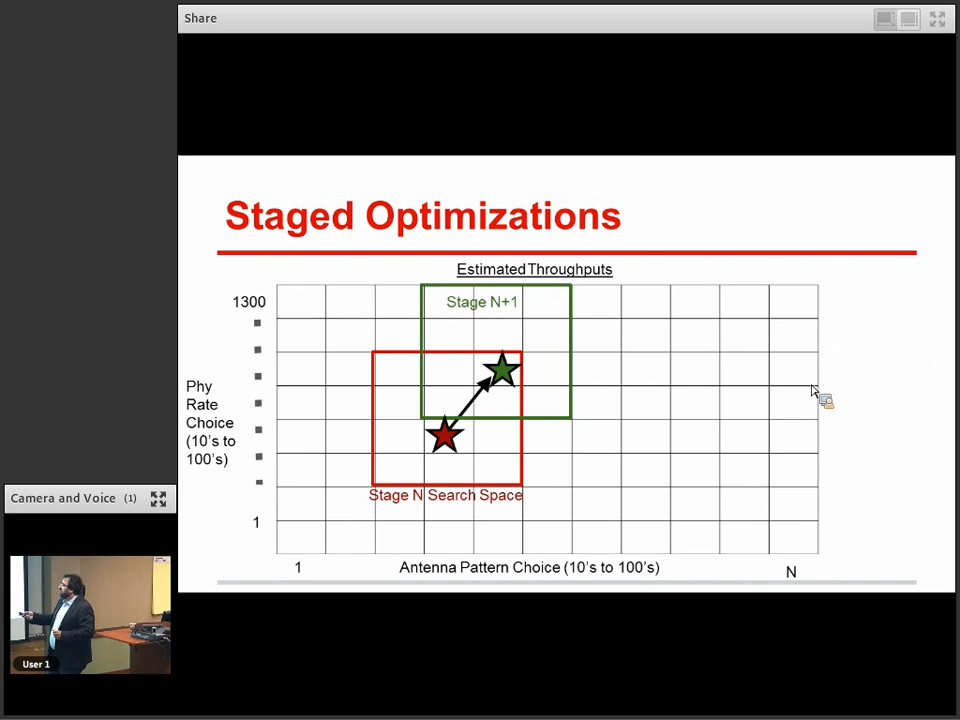 Share
Staged Optimizations
Estimated Throughputs
1300
Stage N+1
Phy
Rate
Choice
(10's to
100's)
Stage N Search Space
1
1
Antenna Pattern Choice (10's to 100's)
N
Camera and Voice (1)
User 1